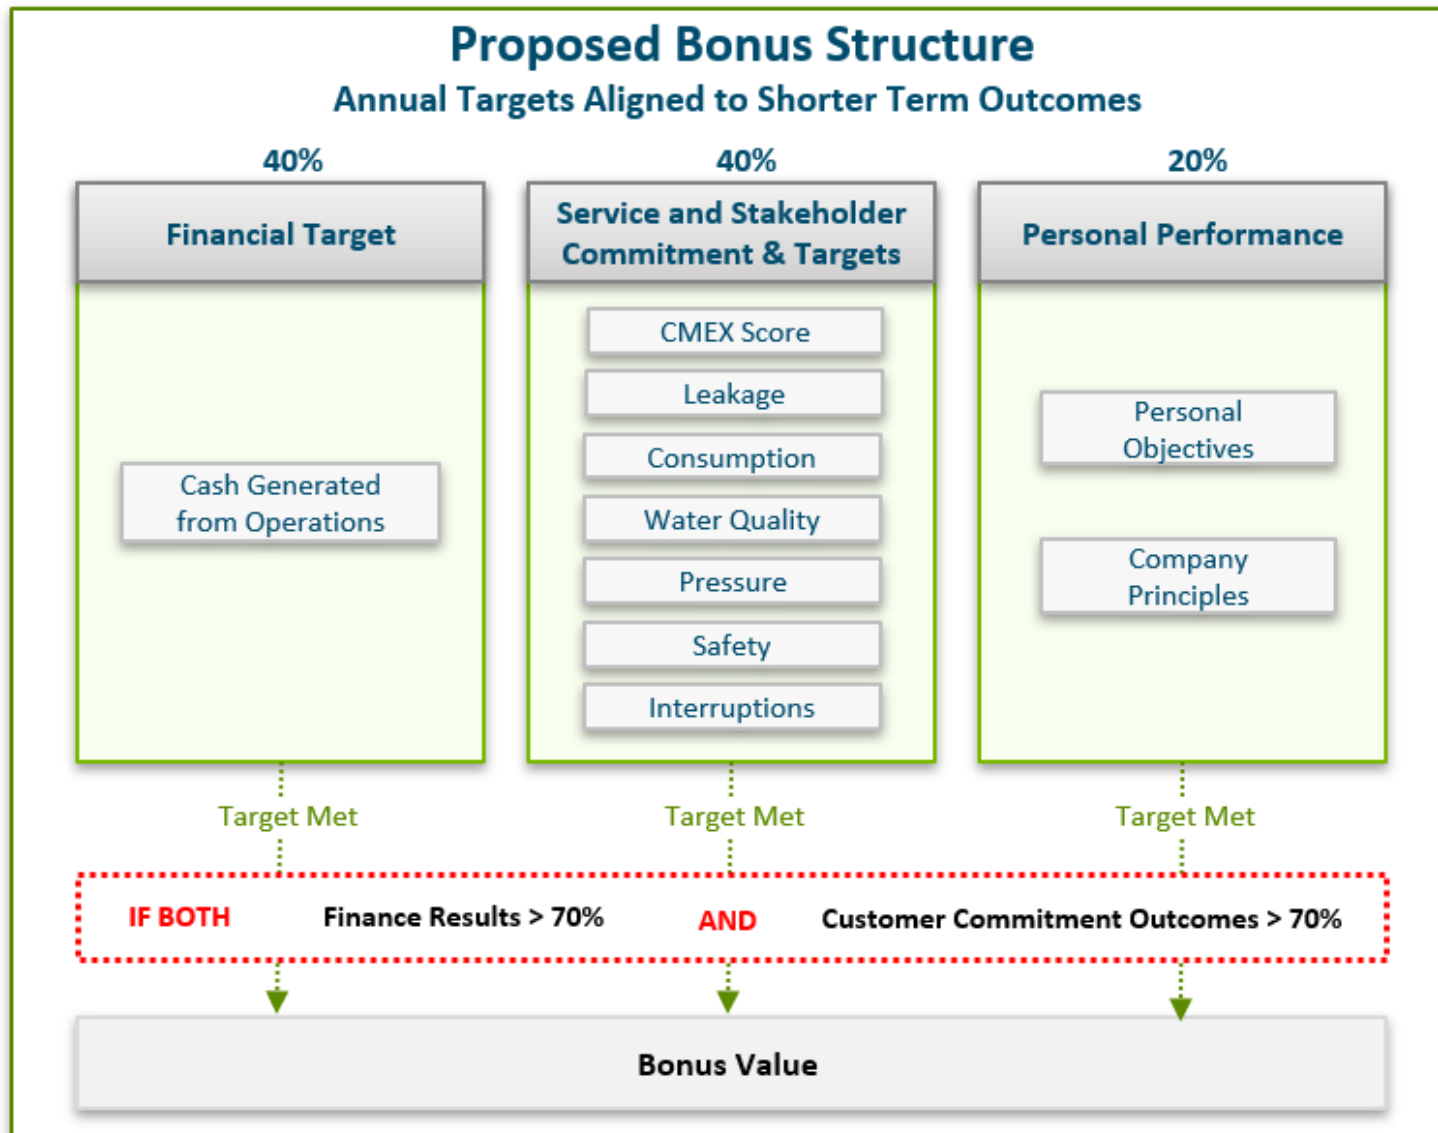 Proposed Bonus Structure
Annual Targets Aligned to Shorter Term Outcomes
40%
Financial Target
Cash Generated
from Operations
Target Met
40%
Service and Stakeholder
Commitment & Targets
CMEX Score
Leakage
Consumption
Water Quality
Pressure
Safety
Interruptions
Target Met
20%
Personal Performance
Personal
Objectives
Company
Principles
Target Met
IF BOTH Finance Results > 70% AND Customer Commitment Outcomes > 70%
Bonus Value